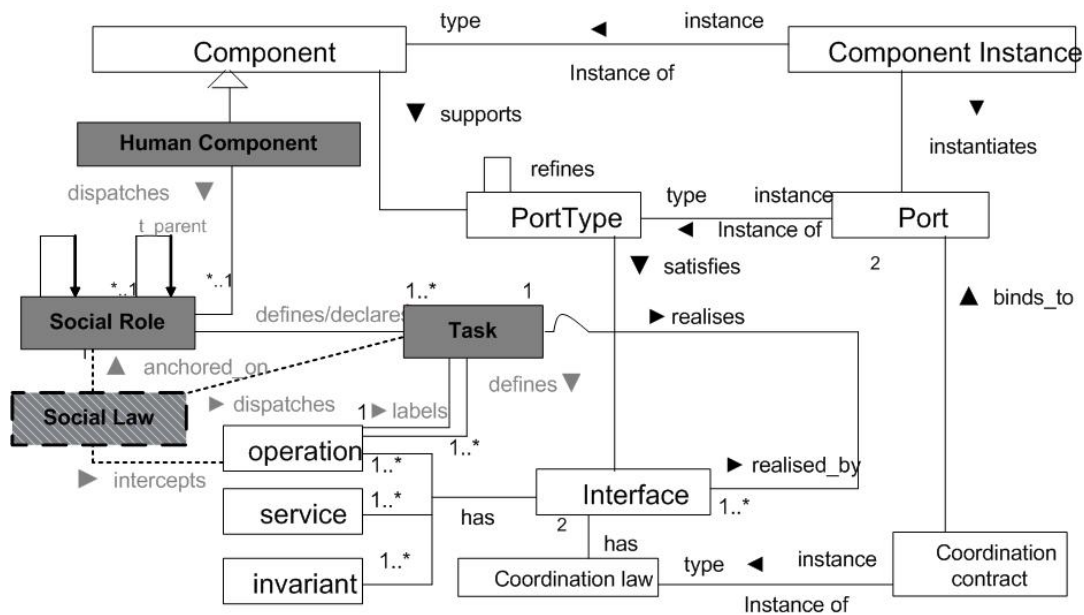 type
instance
Component
Component Instance
Instance of
supports
Human Component
instantiates
refines
dispatches
type
instance
t_parent
PortType
Port
Instance of
2
satisfies
*..1
*..1
1..*
1
binds_to
Social Role
defines/declares
Task
realises
anchored_on
defines
Social Law
dispatches
1
labels
operation
1..*
1..*
realised_by
intercepts
Interface
1..*
service
1..*
has
2
1..*
has
instance
Coordination
contract
invariant
Coordination law
type
Instance of